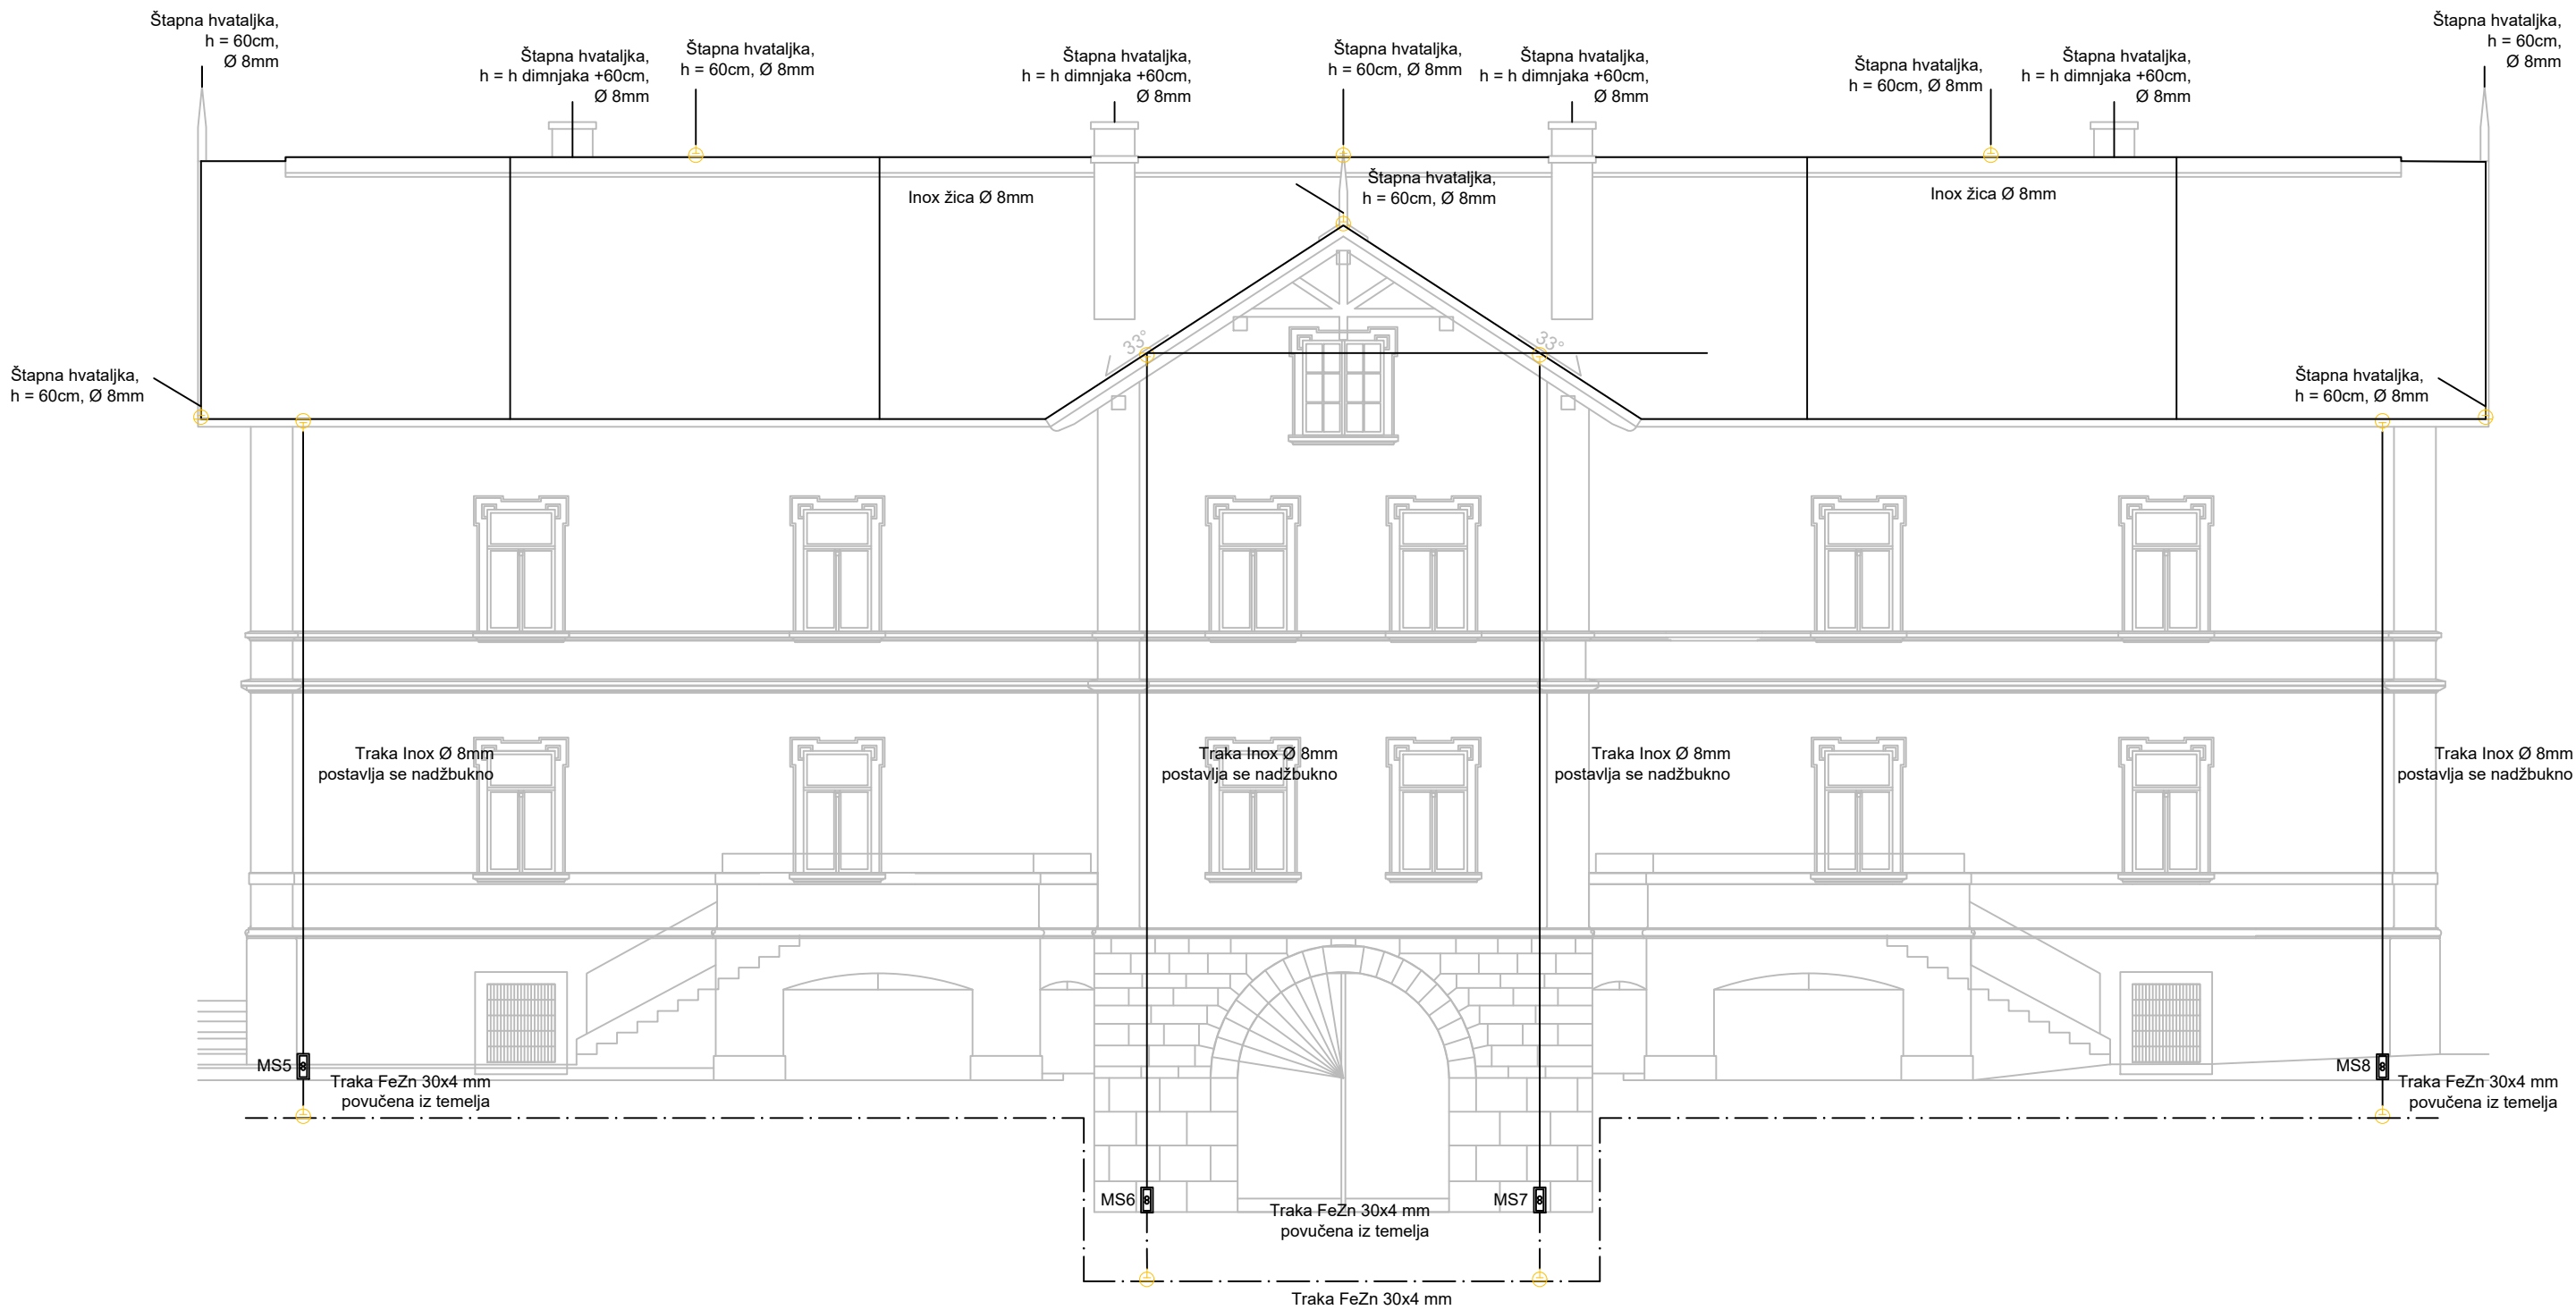 Štapna hvataljka,
h = 60cm,
Ø 8mm
Štapna hvataljka,
h = h dimnjaka +60cm,
Ø 8mm
Štapna hvataljka,
h = 60cm, Ø 8mm
Štapna hvataljka,
h = h dimnjaka +60cm,
Ø 8mm
Štapna hvataljka,
h = 60cm, Ø 8mm
Štapna hvataljka,
h = h dimnjaka +60cm,
Ø 8mm
Štapna hvataljka,
h = 60cm, Ø 8mm
Štapna hvataljka,
h = h dimnjaka +60cm,
Ø 8mm
Štapna hvataljka,
h = 60cm,
Ø 8mm
Inox žica Ø 8mm
Štapna hvataljka,
h = 60cm, Ø 8mm
Inox žica Ø 8mm
33°
33°
Štapna hvataljka,
h = 60cm, Ø 8mm
Štapna hvataljka,
h = 60cm, Ø 8mm
Traka Inox Ø 8mm
postavlja se nadžbukno
Traka Inox Ø 8mm
postavlja se nadžbukno
Traka Inox Ø 8mm
postavlja se nadžbukno
Traka Inox Ø 8mm
postavlja se nadžbukno
MS5
Traka FeZn 30x4 mm
povučena iz temelja
MS8
Traka FeZn 30x4 mm
povučena iz temelja
MS6
Traka FeZn 30x4 mm
povučena iz temelja
MS7
Traka FeZn 30x4 mm